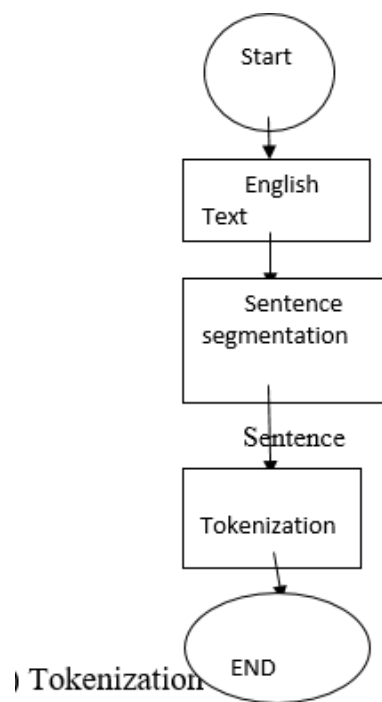 Start
English
Text
Sentence
segmentation
Sentence
Tokenization
END
) Tokenization